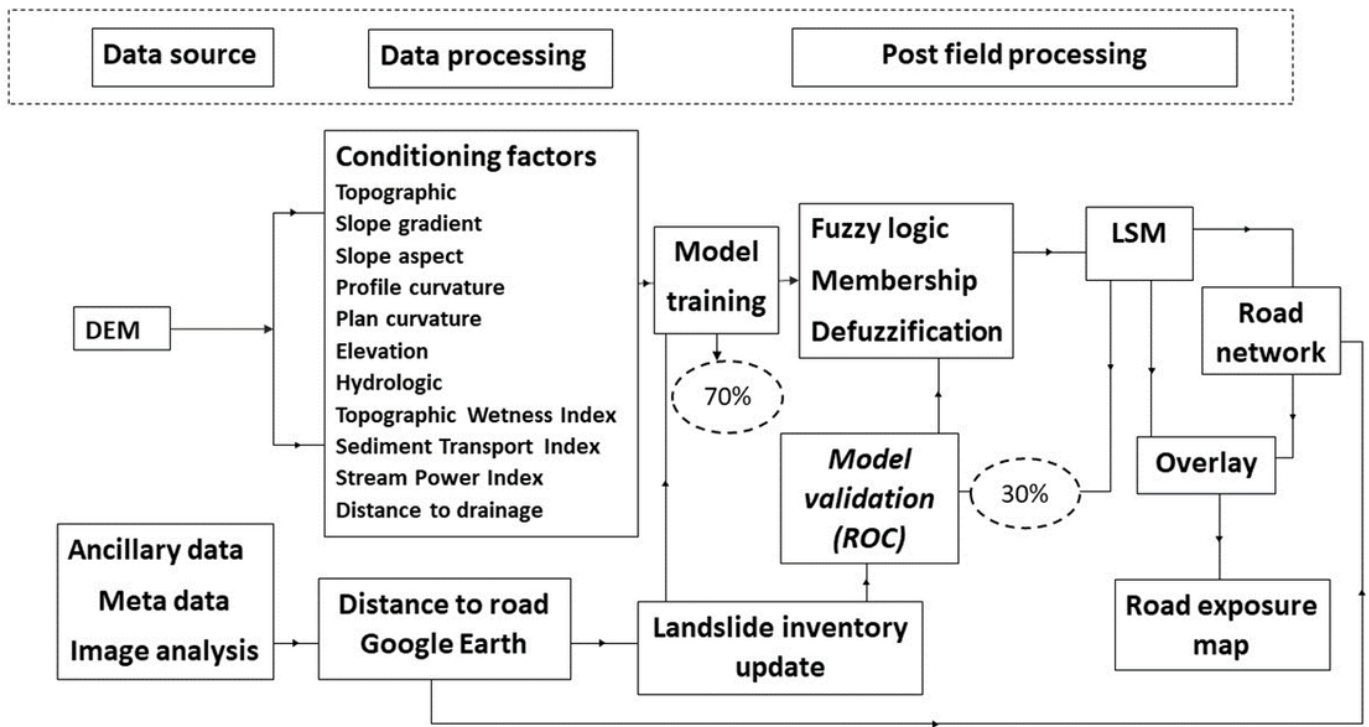 Data source
Data processing
Post field processing
Conditioning factors
Topographic
Slope gradient
Slope aspect
Profile curvature
Plan curvature
Elevation
Hydrologic
Topographic Wetness Index
Sediment Transport Index
Stream Power Index
Distance to drainage
DEM
Model
training
70%
Fuzzy logic
Membership
Defuzzification
LSM
Road
network
Model
validation
(ROC)
30%
Overlay
Ancillary data
Meta data
Image analysis
Distance to road
Google Earth
Landslide inventory
update
Road exposure
map